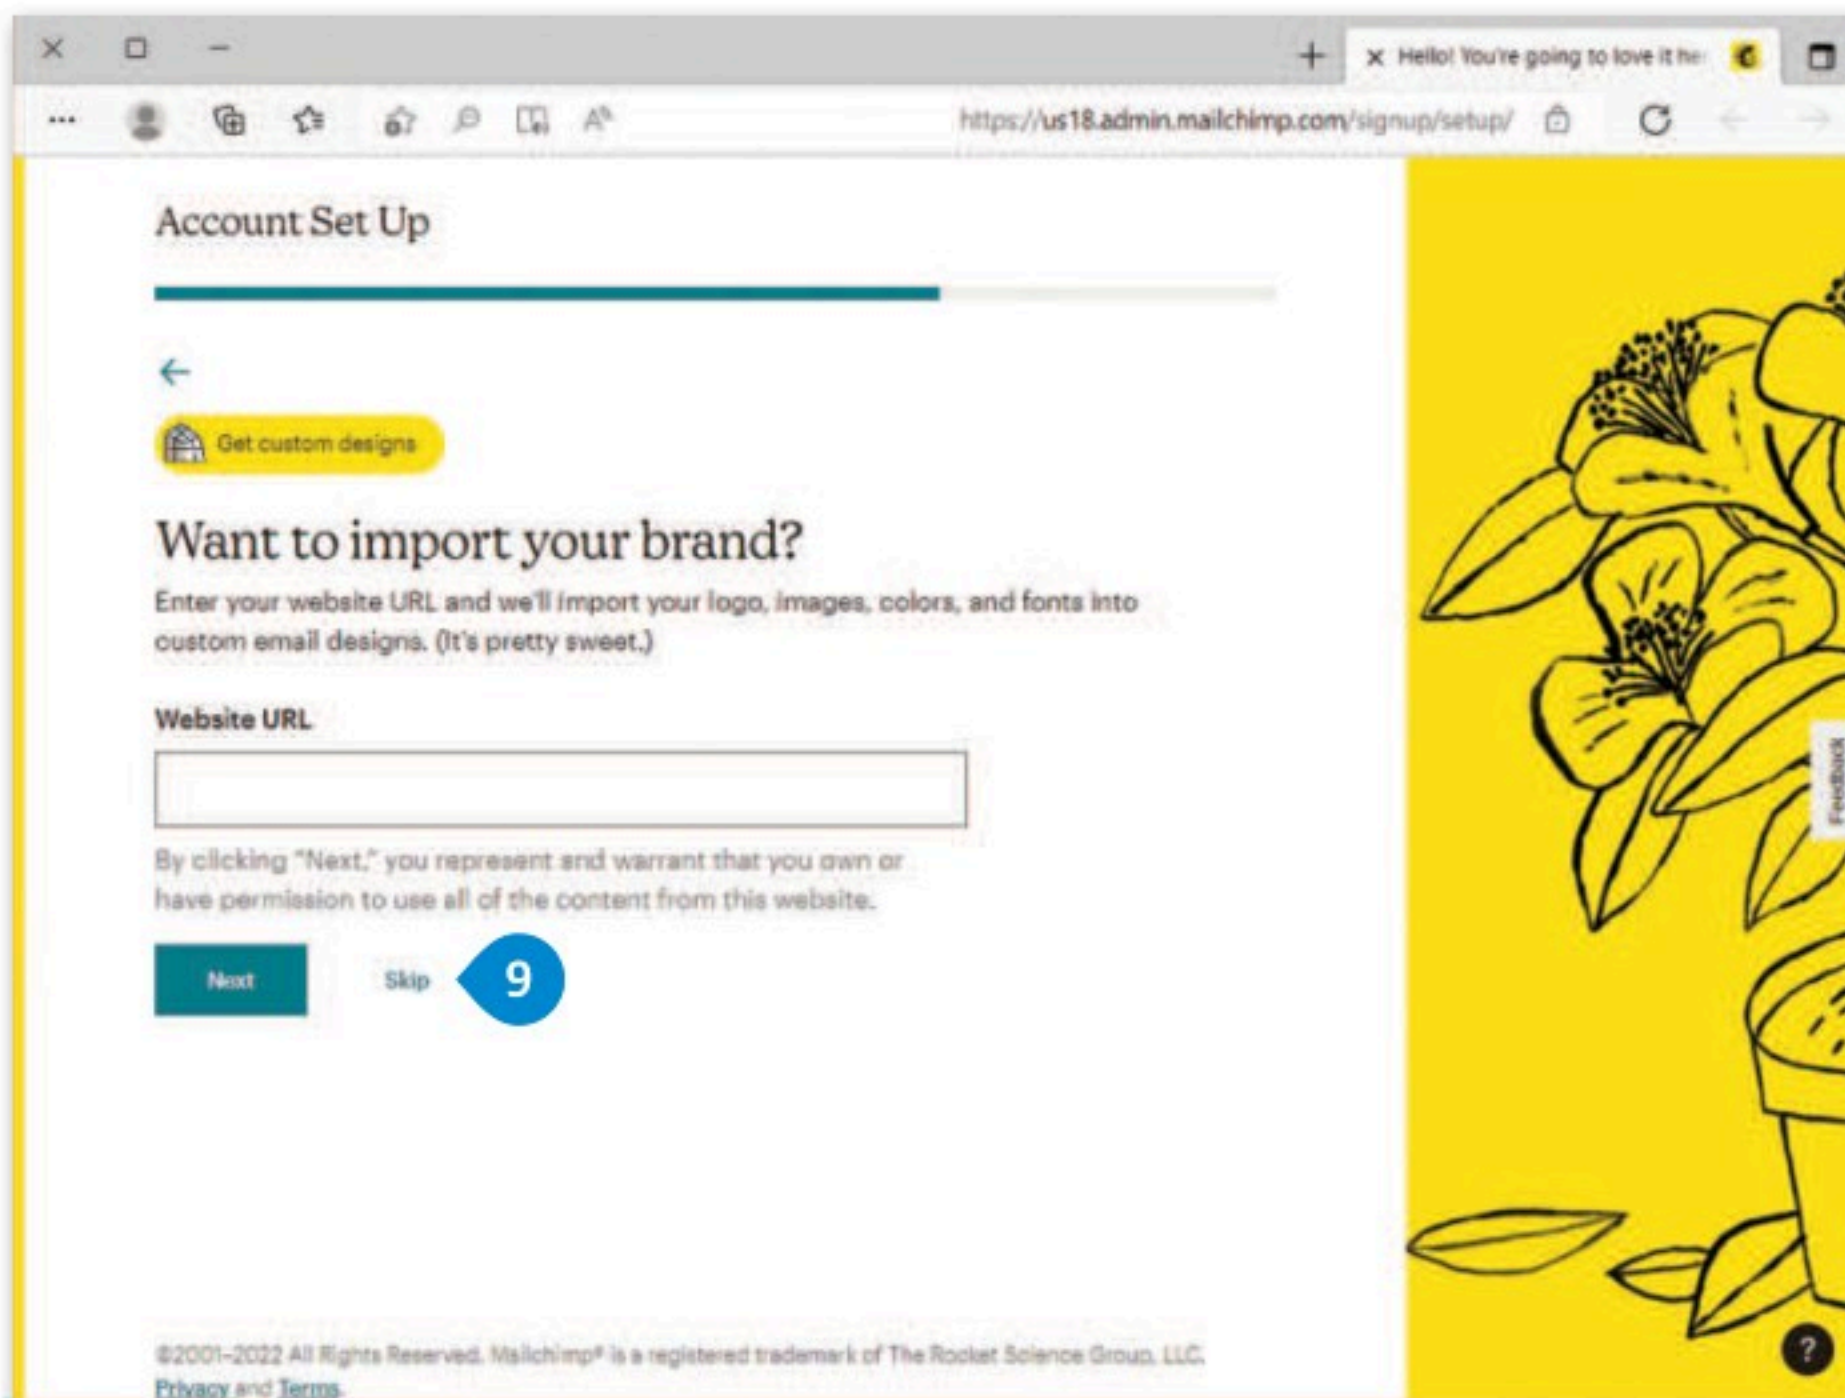 Hello! You're going to love it he
https://us18.admin.mailchimp.com/signup/setup/
Account Set Up
Get custom designs
Want to import your brand?
Enter your website URL and we'll import your logo, images, colors, and fonts into
custom email designs. (It's pretty sweet.)
Website URL
By clicking "Next," you represent and warrant that you own or
have permission to use all of the content from this website.
Next
Skip
9
Feedback
?
©2001-2022 All Rights Reserved. Mailchimp® is a registered trademark of The Rocket Science Group, LLC.
Privacy and Terms.